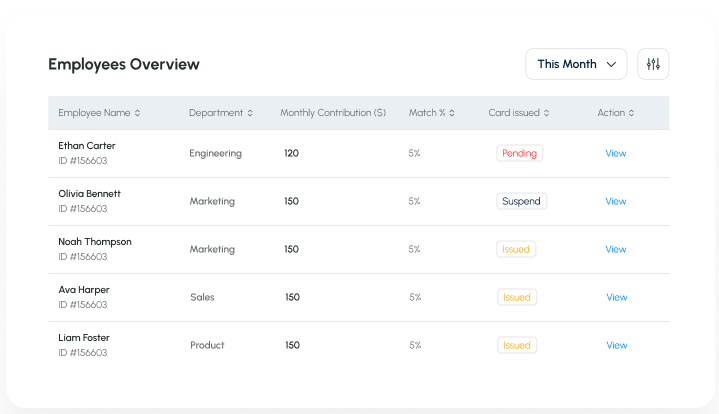 Employees Overview
This Month
Employee Name Department Monthly Contribution ($) Match % Card issued Action
Ethan Carter
ID #156603
Engineering 120 5% Pending View
Olivia Bennett
ID #156603
Marketing 150 5% Suspend View
Noah Thompson
ID #156603
Marketing 150 5% Issued View
Ava Harper
ID #156603
Sales 150 5% Issued View
Liam Foster
ID #156603
Product 150 5% Issued View